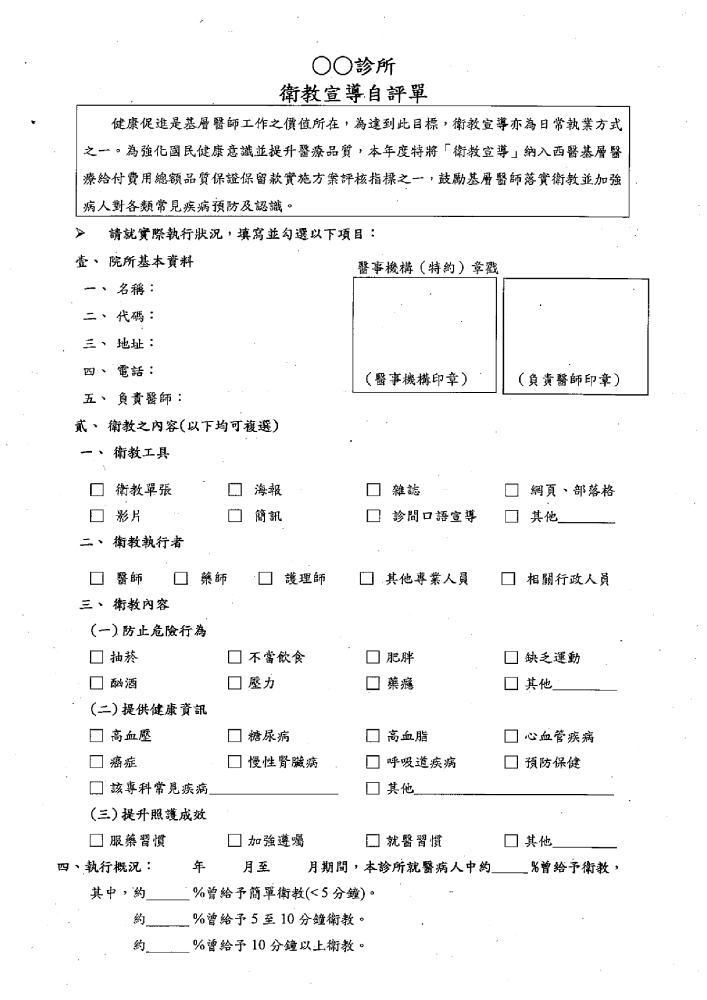 ○○診所
衛教宣導自評單
健康促進是基層醫師工作之價值所在，為達到此目標，衛教宣導亦為日常執業方式
之一。為強化國民健康意識並提升醫療品質，本年度特將「衛教宣導」納入西醫基層醫
療給付費用總額品質保證保留款實施方案評核指標之一，鼓勵基層醫師落實衛教並加強
病人對各類常見疾病預防及認識。
➢ 請就實際執行狀況，填寫並勾選以下項目：
壹、 院所基本資料
醫事機構（特約）章戳
一、 名稱：
二、 代碼：
三、 地址：
四、 電話：
（醫事機構印章） （負責醫師印章）
五、 負責醫師：
貳、 衛教之內容(以下均可複選)
一、 衛教工具
□ 衛教單張 □ 海報 □ 雜誌 □ 網頁、部落格
□ 影片 □ 簡訊 □ 診間口語宣導 □ 其他________
二、 衛教執行者
□ 醫師 □ 藥師 □ 護理師 □ 其他專業人員 □ 相關行政人員
三、 衛教內容
(一)防止危險行為
□ 抽菸 □ 不當飲食 □ 肥胖 □ 缺乏運動
□ 酗酒 □ 壓力 □ 藥癮 □ 其他_________
(二)提供健康資訊
□ 高血壓 □ 糖尿病 □ 高血脂 □ 心血管疾病
□ 癌症 □ 慢性腎臟病 □ 呼吸道疾病 □ 預防保健
□ 該專科常見疾病__________________ □ 其他____________________________
(三)提升照護成效
□ 服藥習慣 □ 加強遵囑 □ 就醫習慣 □ 其他_________
四、執行概況： 年 月至 月期間，本診所就醫病人中約_____%曾給予衛教，
其中，約______%曾給予簡單衛教(<5分鐘)。
約______%曾給予 5 至 10 分鐘衛教。
約______%曾給予 10 分鐘以上衛教。